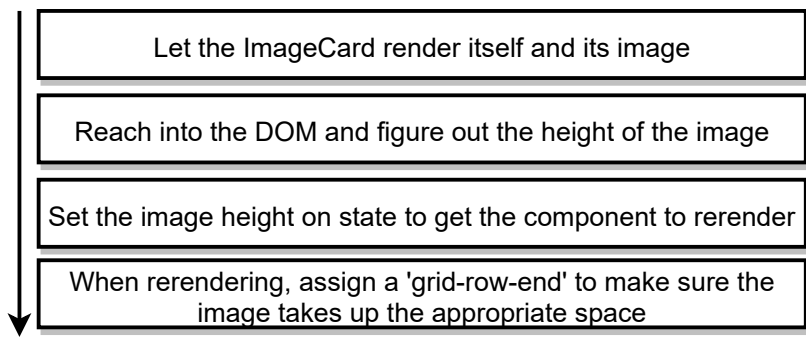 Let the ImageCard render itself and its image
Reach into the DOM and figure out the height of the image
Set the image height on state to get the component to rerender
When rerendering, assign a 'grid-row-end' to make sure the
image takes up the appropriate space